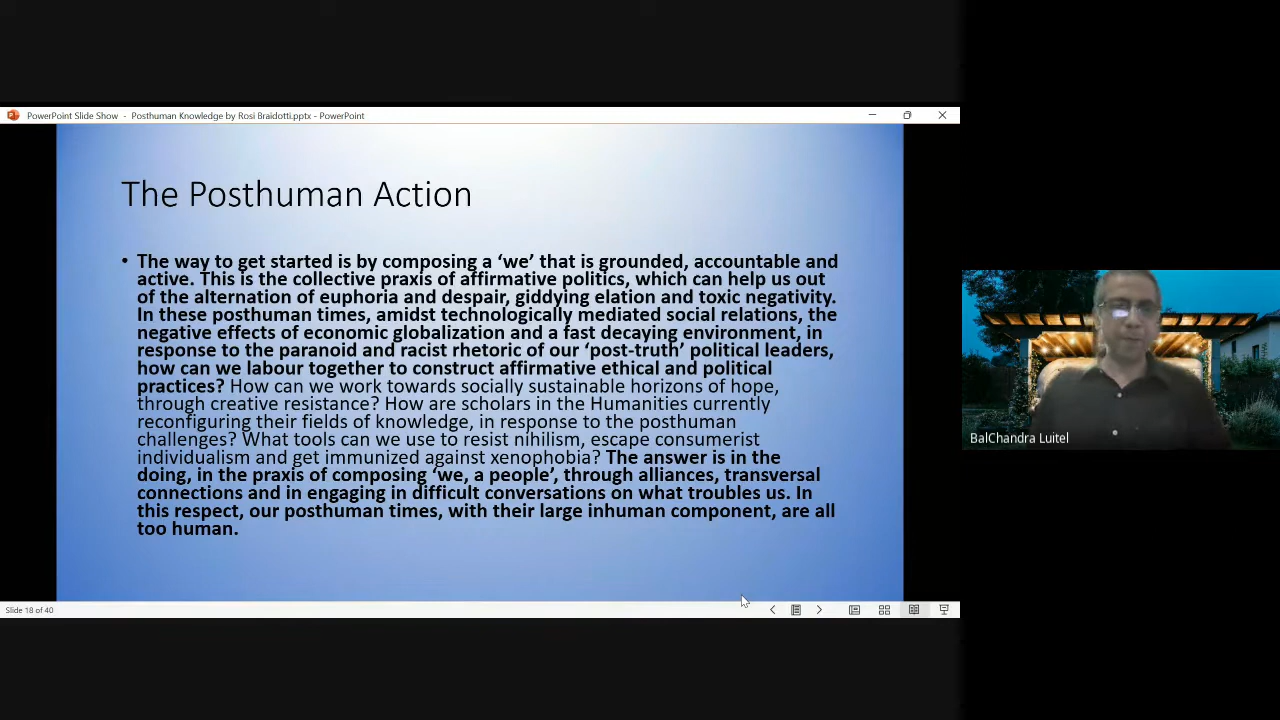 PowerPoint Slide Show - Posthuman Knowledge by Rosi Braidotti.pptx - PowerPoint
The Posthuman Action
• The way to get started is by composing a ‘we’ that is grounded, accountable and
active. This is the collective praxis of affirmative politics, which can help us out
of the alternation of euphoria and despair, giddying elation and toxic negativity.
In these posthuman times, amidst technologically mediated social relations, the
negative effects of economic globalization and a fast decaying environment, in
response to the paranoid and racist rhetoric of our ‘post-truth’ political leaders,
how can we labour together to construct affirmative ethical and political
practices? How can we work towards socially sustainable horizons of hope,
through creative resistance? How are scholars in the Humanities currently
reconfiguring their fields of knowledge, in response to the posthuman
challenges? What tools can we use to resist nihilism, escape consumerist
individualism and get immunized against xenophobia? The answer is in the
doing, in the praxis of composing ‘we, a people’, through alliances, transversal
connections and in engaging in difficult conversations on what troubles us. In
this respect, our posthuman times, with their large inhuman component, are all
too human.
BalChandra Luitel
Slide 18 of 40